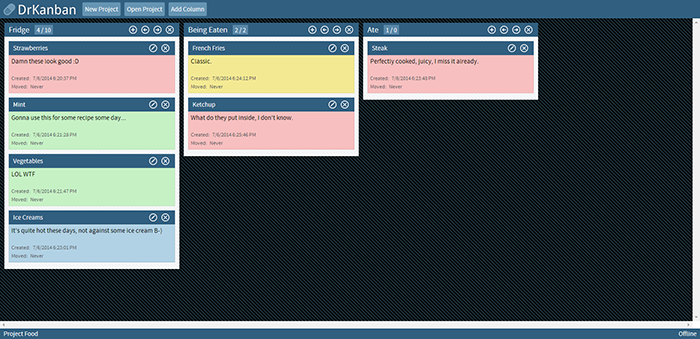 DrKanban New Project Open Project Add Column
Fridge 4 / 10
Strawberries
Damn these look good :D
Created: 7/6/2014 6:20:37 PM
Moved: Never
Mint
Gonna use this for some recipe some day...
Created: 7/6/2014 6:21:28 PM
Moved: Never
Vegetables
LOL WTF
Created: 7/6/2014 6:21:47 PM
Moved: Never
Ice Creams
It's quite hot these days, not against some ice cream B-)
Created: 7/6/2014 6:23:01 PM
Moved: Never
Being Eaten 2 / 2
French Fries
Classic.
Created: 7/6/2014 6:24:12 PM
Moved: Never
Ketchup
What do they put inside, I don't know.
Created: 7/6/2014 6:25:46 PM
Moved: Never
Ate 1 / 0
Steak
Perfectly cooked, juicy, I miss it already.
Created: 7/6/2014 6:25:48 PM
Moved: Never
Project Food
Offline